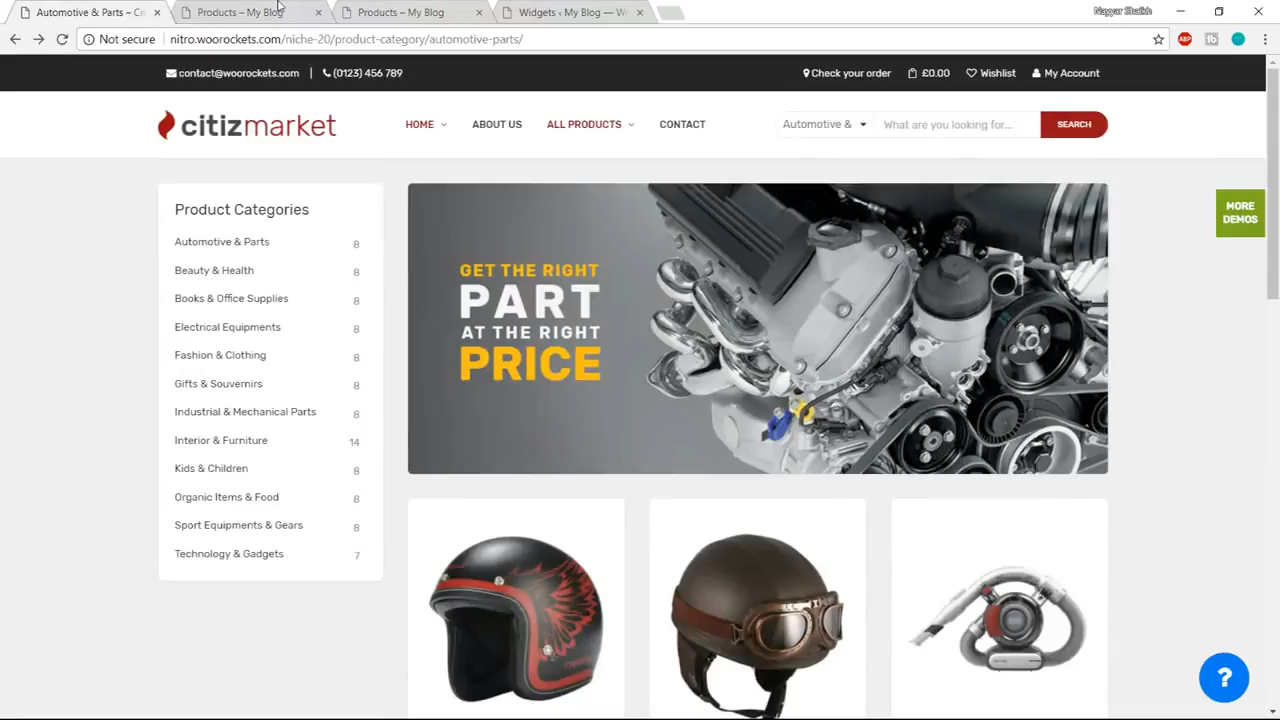 Automotive & Parts – Ci
Products – My Blog
Products – My Blog
Widgets ‹ My Blog — W
Nayyar Shaikh
Not secure
nitro.woorockets.com/niche-20/product-category/automotive-parts/
ABP
tb
contact@woorockets.com | (0123) 456 789
Check your order
£0.00
Wishlist
My Account
citizmarket
HOME
ABOUT US
ALL PRODUCTS
CONTACT
Automotive &
What are you looking for...
SEARCH
Product Categories
Automotive & Parts 8
Beauty & Health 8
Books & Office Supplies 8
Electrical Equipments 8
Fashion & Clothing 8
Gifts & Souvernirs 8
Industrial & Mechanical Parts 8
Interior & Furniture 14
Kids & Children 8
Organic Items & Food 8
Sport Equipments & Gears 8
Technology & Gadgets 7
GET THE RIGHT
PART
AT THE RIGHT
PRICE
MORE
DEMOS
?